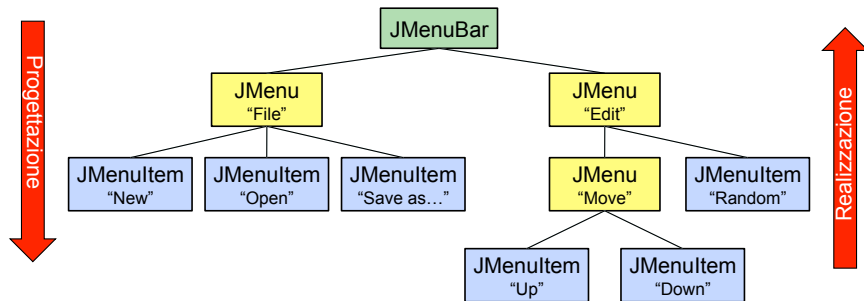 JMenuBar
Progettazione
Realizzazione
JMenu
“File”
JMenu
“Edit”
JMenuItem
“New”
JMenuItem
“Open”
JMenuItem
“Save as…”
JMenu
“Move”
JMenuItem
“Random”
JMenuItem
“Up”
JMenuItem
“Down”